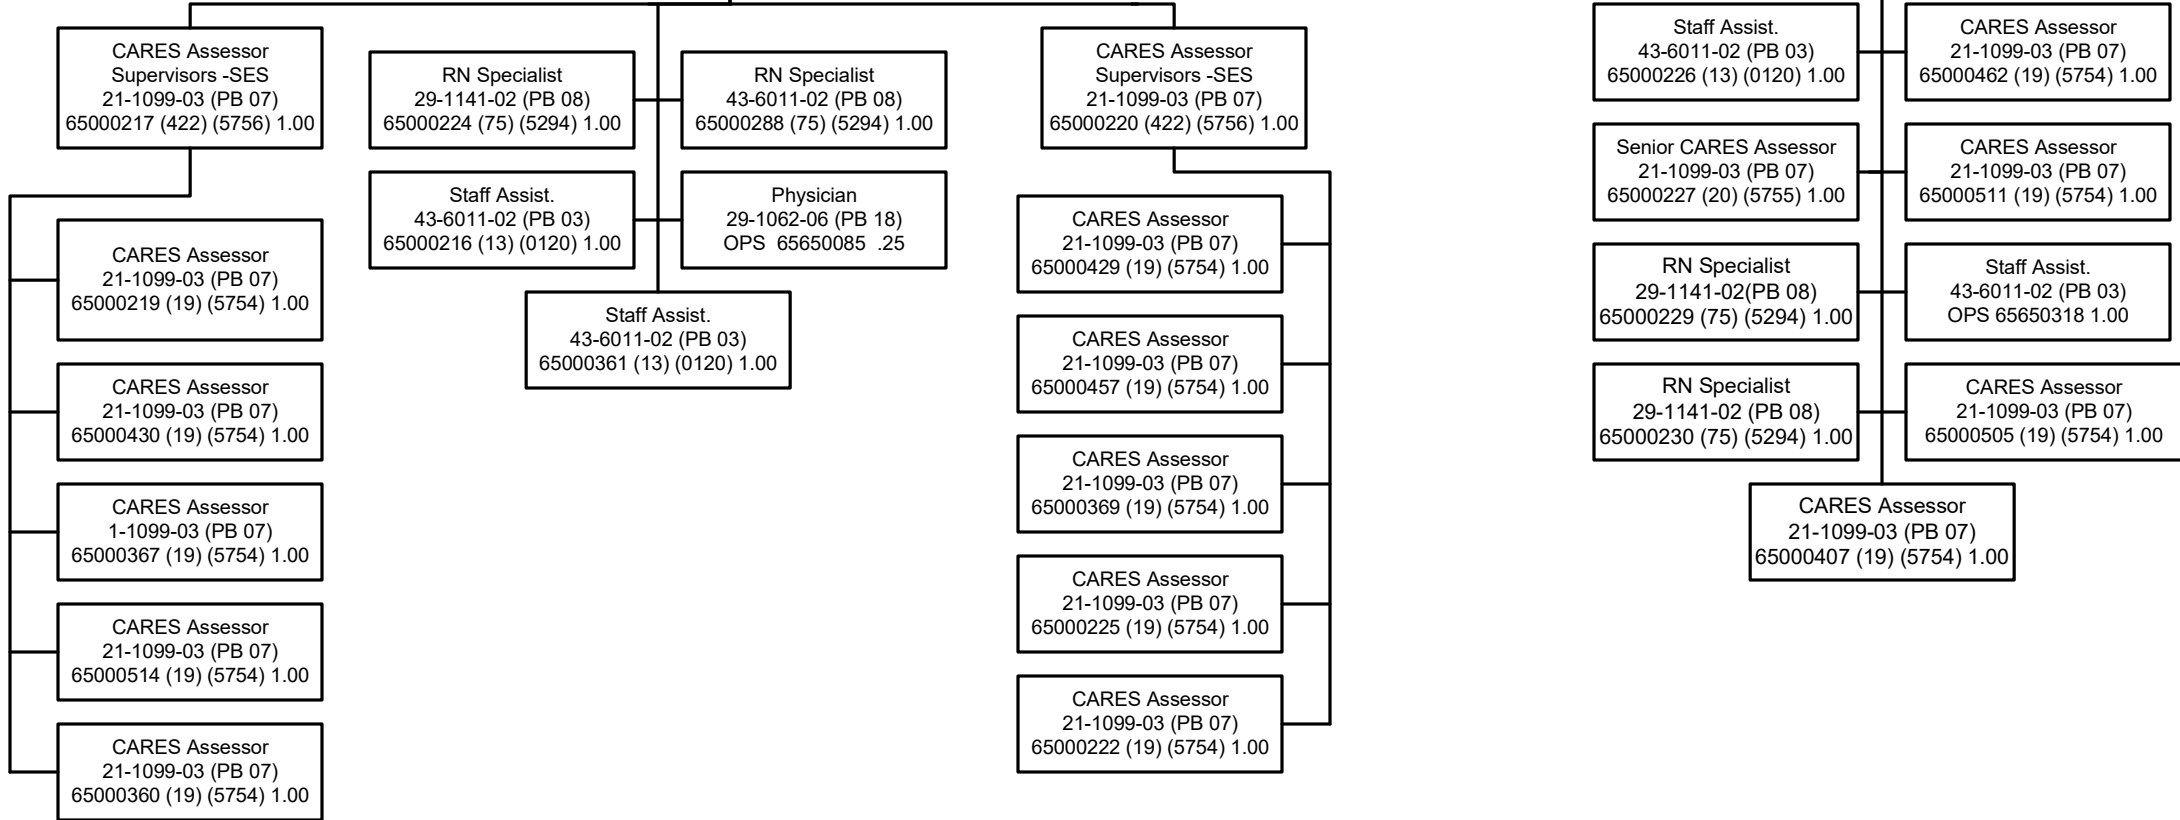 CARES Assessor
Supervisors -SES
21-1099-03 (PB 07)
65000217 (422) (5756) 1.00
CARES Assessor
21-1099-03 (PB 07)
65000219 (19) (5754) 1.00
CARES Assessor
21-1099-03 (PB 07)
65000430 (19) (5754) 1.00
CARES Assessor
1-1099-03 (PB 07)
65000367 (19) (5754) 1.00
CARES Assessor
21-1099-03 (PB 07)
65000514 (19) (5754) 1.00
CARES Assessor
21-1099-03 (PB 07)
65000360 (19) (5754) 1.00
RN Specialist
29-1141-02 (PB 08)
65000224 (75) (5294) 1.00
RN Specialist
43-6011-02 (PB 08)
65000288 (75) (5294) 1.00
Staff Assist.
43-6011-02 (PB 03)
65000216 (13) (0120) 1.00
Physician
29-1062-06 (PB 18)
OPS  65650085  .25
Staff Assist.
43-6011-02 (PB 03)
65000361 (13) (0120) 1.00
CARES Assessor
Supervisors -SES
21-1099-03 (PB 07)
65000220 (422) (5756) 1.00
CARES Assessor
21-1099-03 (PB 07)
65000429 (19) (5754) 1.00
CARES Assessor
21-1099-03 (PB 07)
65000457 (19) (5754) 1.00
CARES Assessor
21-1099-03 (PB 07)
65000369 (19) (5754) 1.00
CARES Assessor
21-1099-03 (PB 07)
65000225 (19) (5754) 1.00
CARES Assessor
21-1099-03 (PB 07)
65000222 (19) (5754) 1.00
Staff Assist.
43-6011-02 (PB 03)
65000226 (13) (0120) 1.00
CARES Assessor
21-1099-03 (PB 07)
65000462 (19) (5754) 1.00
Senior CARES Assessor
21-1099-03 (PB 07)
65000227 (20) (5755) 1.00
CARES Assessor
21-1099-03 (PB 07)
65000511 (19) (5754) 1.00
RN Specialist
29-1141-02(PB 08)
65000229 (75) (5294) 1.00
Staff Assist.
43-6011-02 (PB 03)
OPS 65650318 1.00
RN Specialist
29-1141-02 (PB 08)
65000230 (75) (5294) 1.00
CARES Assessor
21-1099-03 (PB 07)
65000505 (19) (5754) 1.00
CARES Assessor
21-1099-03 (PB 07)
65000407 (19) (5754) 1.00